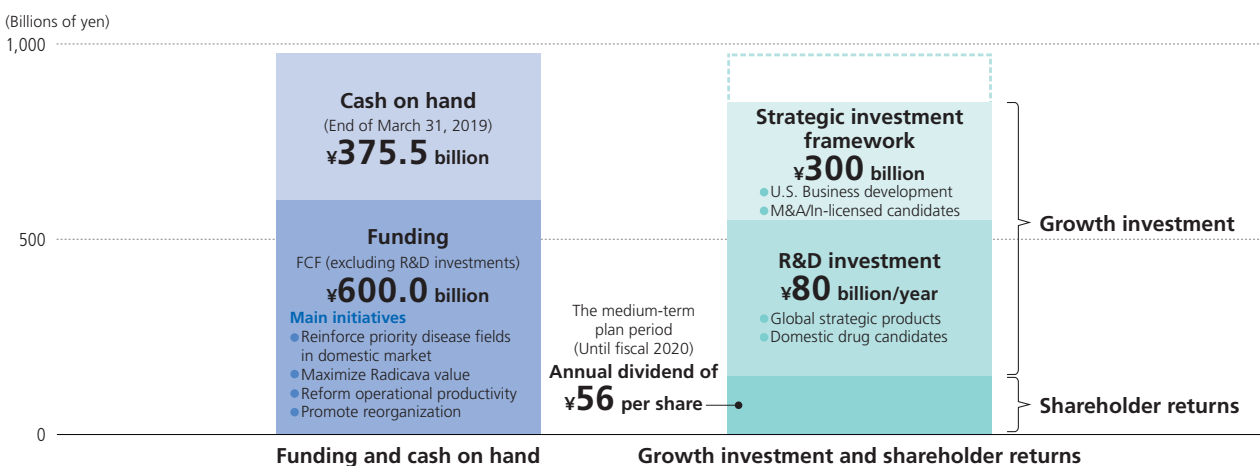 (Billions of yen)
1,000
500
0
Cash on hand
(End of March 31, 2019)
¥375.5 billion
Funding
FCF (excluding R&D investments)
¥600.0 billion
Main initiatives
●Reinforce priority disease fields
in domestic market
●Maximize Radicava value
●Reform operational productivity
●Promote reorganization
Funding and cash on hand
The medium-term
plan period
(Until fiscal 2020)
Annual dividend of
¥56 per share
Strategic investment
framework
¥300 billion
●U.S. Business development
●M&A/In-licensed candidates
R&D investment
¥80 billion/year
●Global strategic products
●Domestic drug candidates
Growth investment and shareholder returns
Growth investment
Shareholder returns